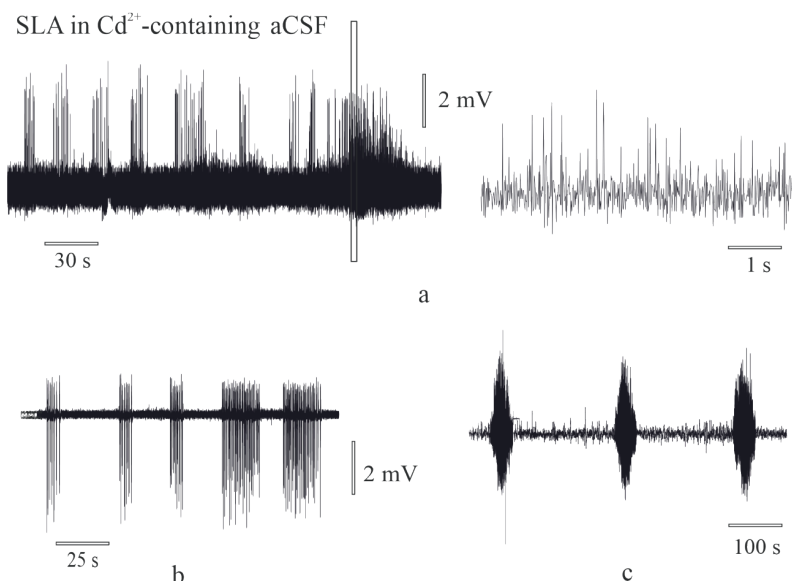 SLA in Cd²⁺-containing aCSF
2 mV
30 s
1 s
a
2 mV
25 s
100 s
b
c